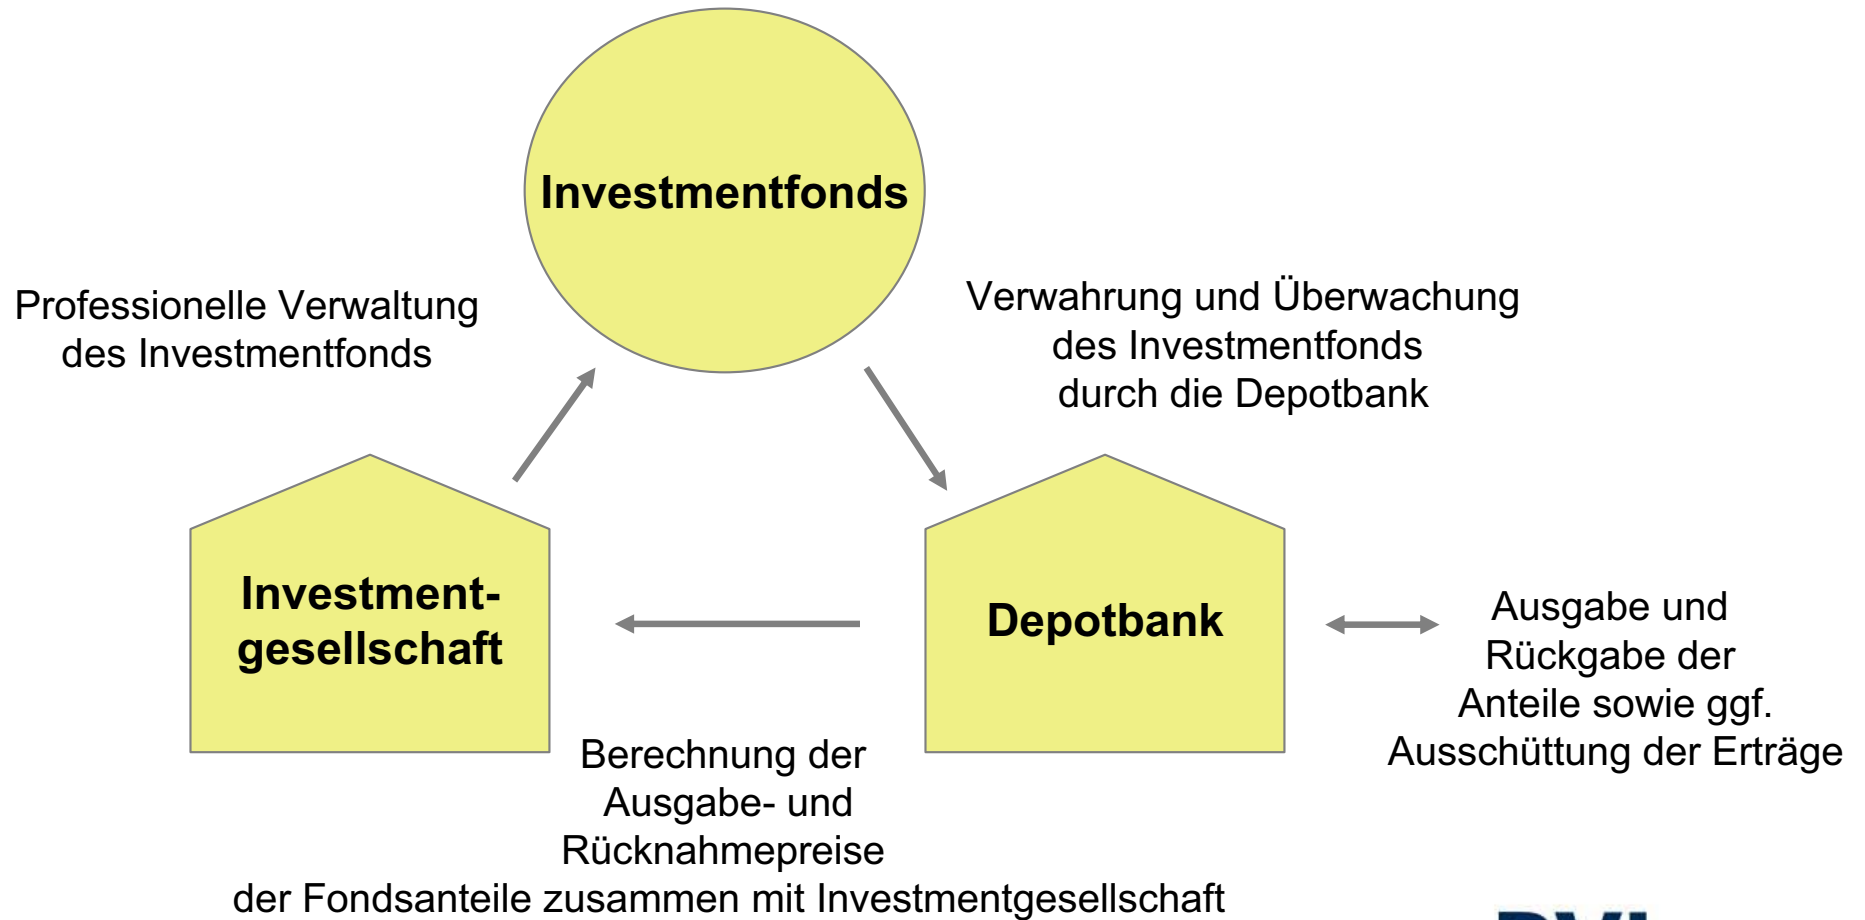 Investmentfonds
Professionelle Verwaltung
des Investmentfonds
Verwahrung und Überwachung
des Investmentfonds
durch die Depotbank
Investment-
gesellschaft
Depotbank
Ausgabe und
Rückgabe der
Anteile sowie ggf.
Ausschüttung der Erträge
Berechnung der
Ausgabe- und
Rücknahmepreise
der Fondsanteile zusammen mit Investmentgesellschaft